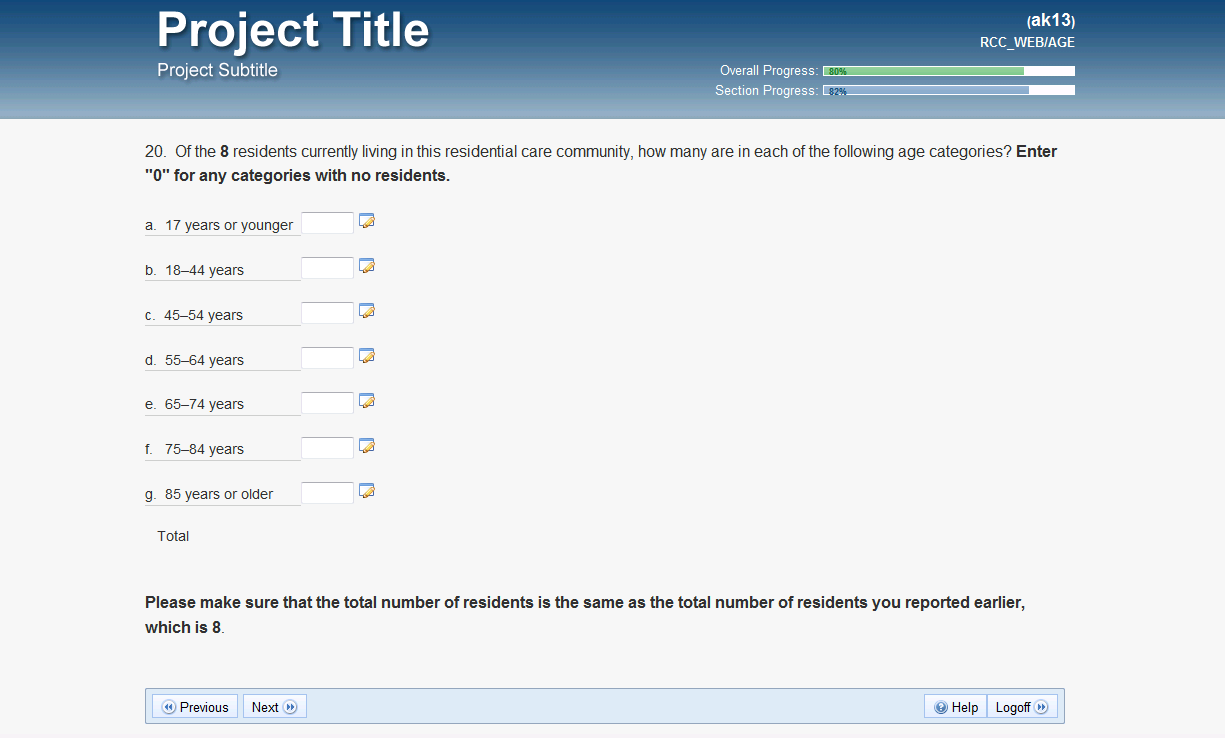 Project Title
(ak13)
RCC_WEB/AGE
Project Subtitle
Overall Progress: 80%
Section Progress: 82%
20. Of the 8 residents currently living in this residential care community, how many are in each of the following age categories? Enter
"0" for any categories with no residents.
a. 17 years or younger
b. 18–44 years
c. 45–54 years
d. 55–64 years
e. 65–74 years
f. 75–84 years
g. 85 years or older
Total
Please make sure that the total number of residents is the same as the total number of residents you reported earlier,
which is 8.
Previous Next Help Logoff